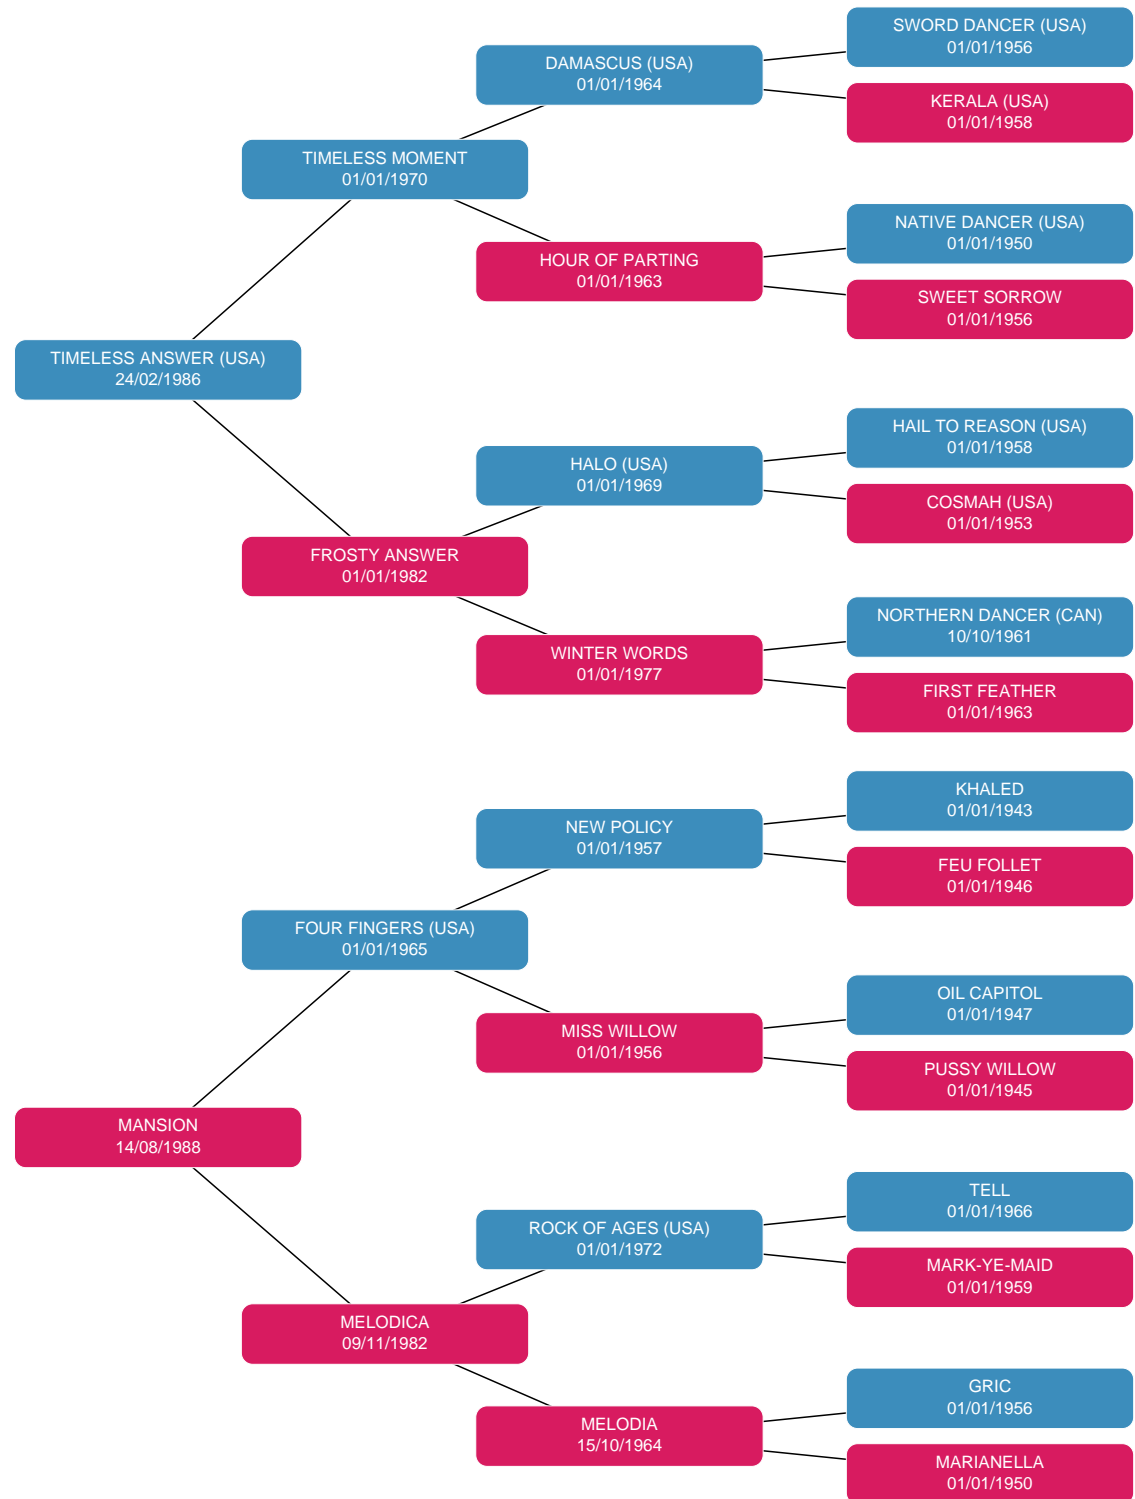 SWORD DANCER (USA)
01/01/1956
DAMASCUS (USA)
01/01/1964
KERALA (USA)
01/01/1958
TIMELESS MOMENT
01/01/1970
NATIVE DANCER (USA)
01/01/1950
HOUR OF PARTING
01/01/1963
SWEET SORROW
01/01/1956
TIMELESS ANSWER (USA)
24/02/1986
HAIL TO REASON (USA)
01/01/1958
HALO (USA)
01/01/1969
COSMAH (USA)
01/01/1953
FROSTY ANSWER
01/01/1982
NORTHERN DANCER (CAN)
10/10/1961
WINTER WORDS
01/01/1977
FIRST FEATHER
01/01/1963
KHALED
01/01/1943
NEW POLICY
01/01/1957
FEU FOLLET
01/01/1946
FOUR FINGERS (USA)
01/01/1965
OIL CAPITOL
01/01/1947
MISS WILLOW
01/01/1956
PUSSY WILLOW
01/01/1945
MANSION
14/08/1988
TELL
01/01/1966
ROCK OF AGES (USA)
01/01/1972
MARK-YE-MAID
01/01/1959
MELODICA
09/11/1982
GRIC
01/01/1956
MELODIA
15/10/1964
MARIANELLA
01/01/1950